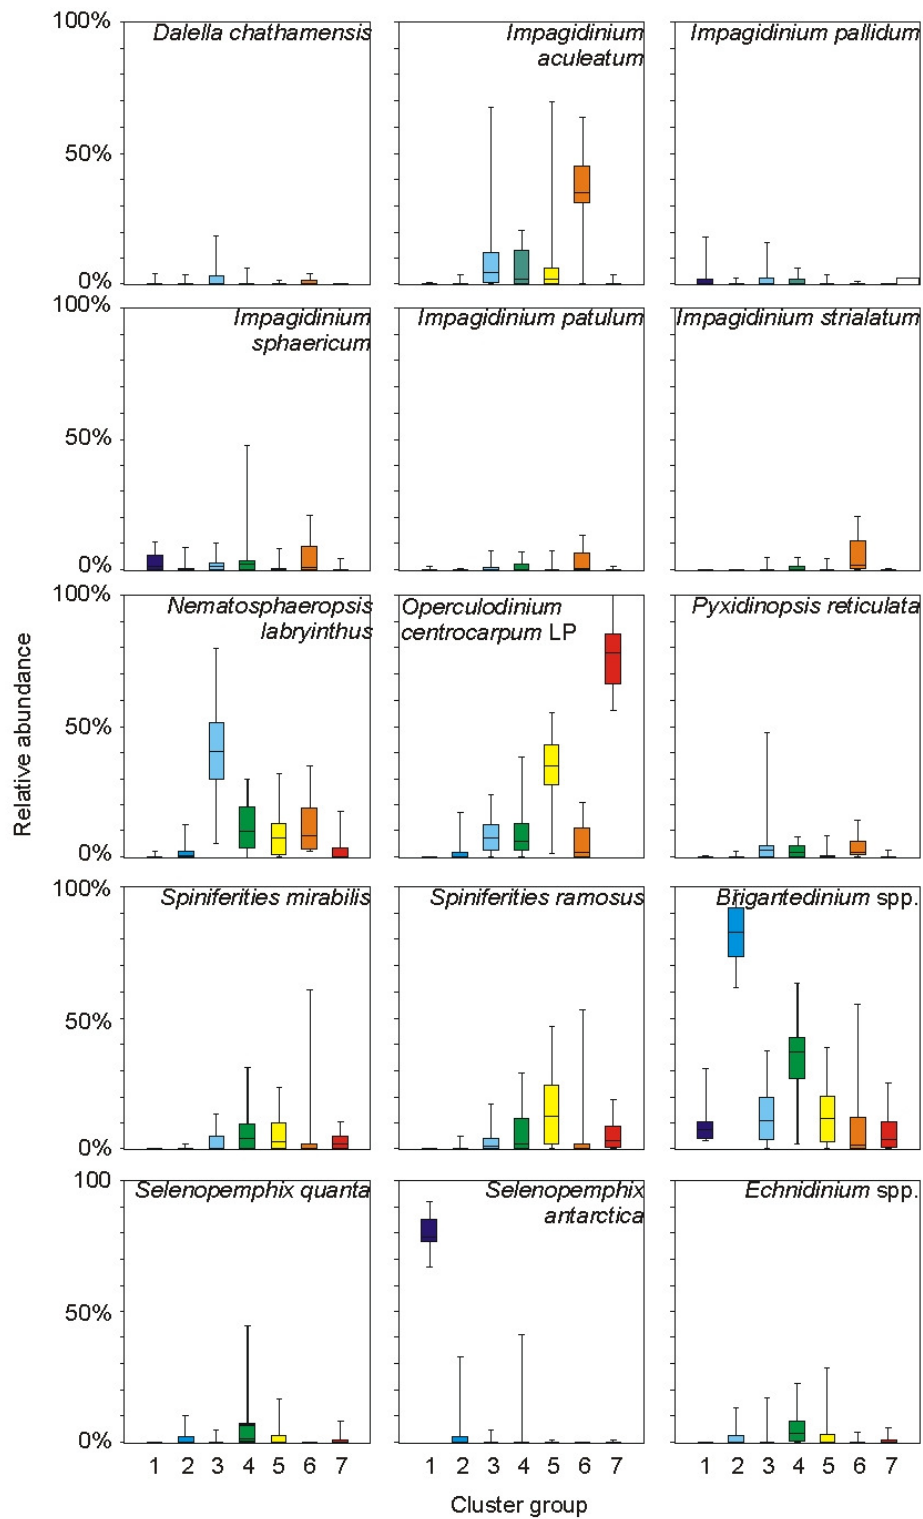 100%
Dalella chathamensis
Impagidinium
aculeatum
Impagidinium pallidum
50%
0%
100%
Impagidinium
sphaericum
Impagidinium patulum
Impagidinium strialatum
50%
0%
100%
Nematosphaeropsis
labryinthus
Operculodinium
centrocarpum LP
Pyxidinopsis reticulata
50%
0%
Relative abundance
100%
Spiniferities mirabilis
Spiniferities ramosus
Brigantedinium spp.
50%
0%
100
Selenopemphix quanta
Selenopemphix
antarctica
Echnidinium spp.
50%
0%
1 2 3 4 5 6 7
1 2 3 4 5 6 7
1 2 3 4 5 6 7
Cluster group